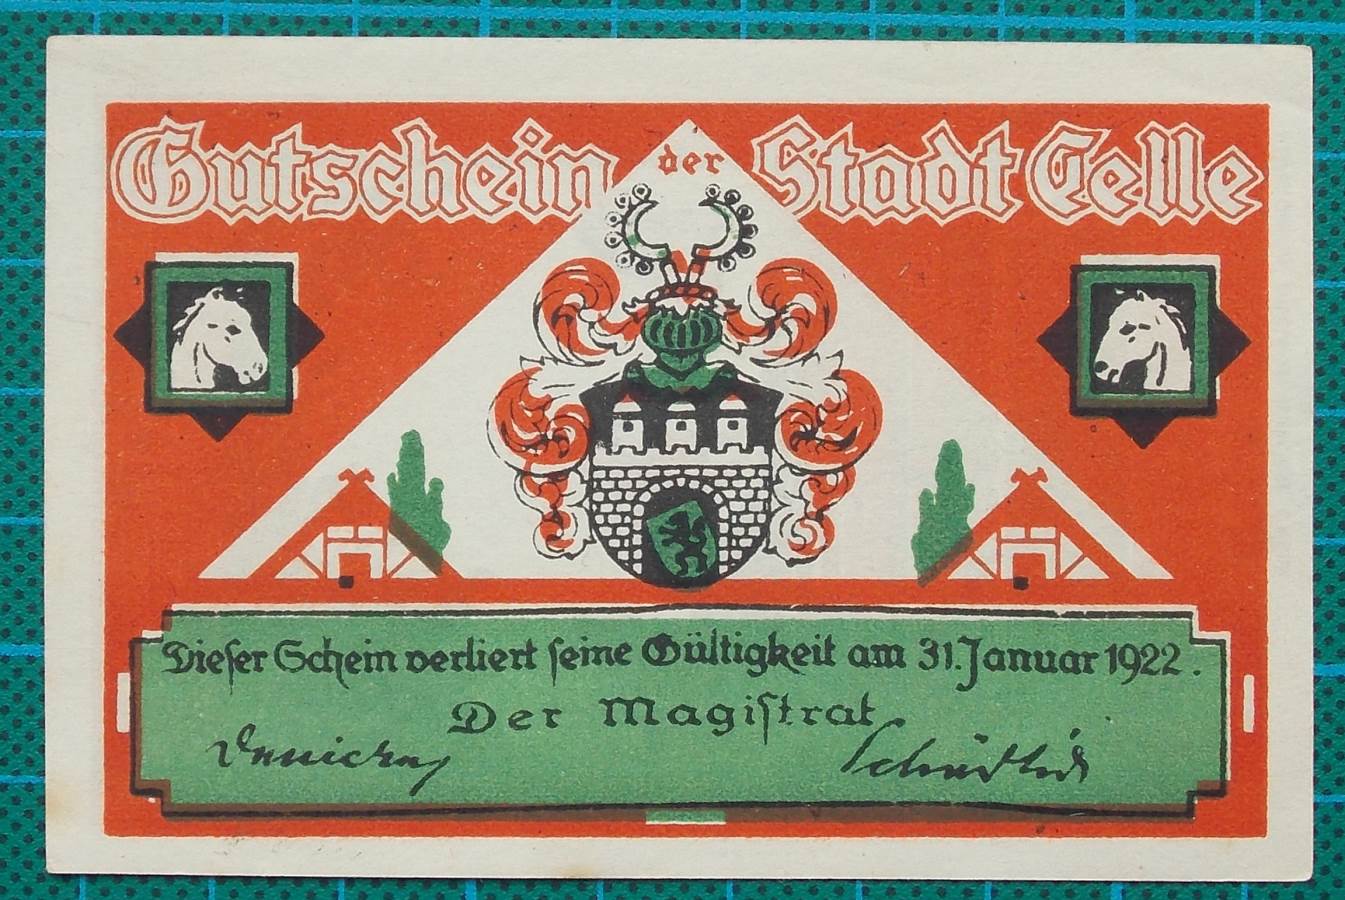 Gutschein der Stadt Celle
Dieser Schein verliert seine Gültigkeit am 31. Januar 1922.
Der Magistrat